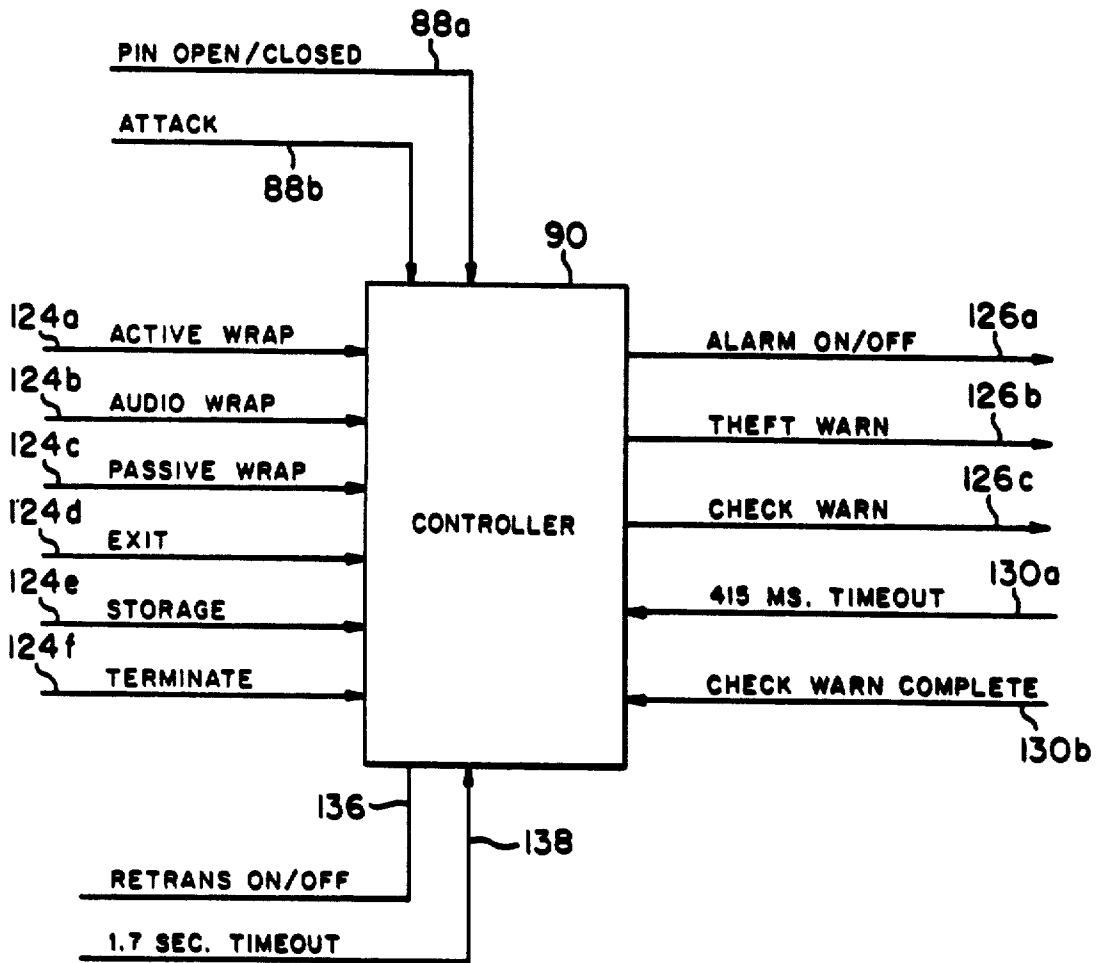 88a
PIN OPEN/CLOSED
ATTACK
88b
90
124a
ACTIVE WRAP
124b
AUDIO WRAP
124c
PASSIVE WRAP
124d
EXIT
124e
STORAGE
124f
TERMINATE
CONTROLLER
126a
ALARM ON/OFF
126b
THEFT WARN
126c
CHECK WARN
130a
415 MS. TIMEOUT
CHECK WARN COMPLETE
130b
136
138
RETRANS ON/OFF
1.7 SEC. TIMEOUT